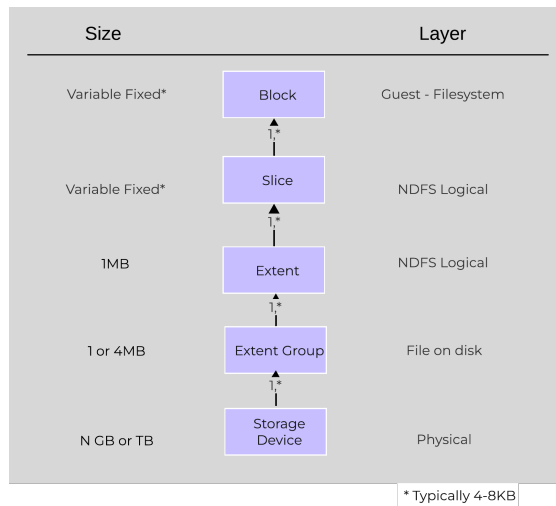 Size Layer
Variable Fixed* Block Guest - Filesystem
1,*
Variable Fixed* Slice NDFS Logical
1,*
1MB Extent NDFS Logical
1,*
1 or 4MB Extent Group File on disk
1,*
N GB or TB Storage Device Physical
* Typically 4-8KB